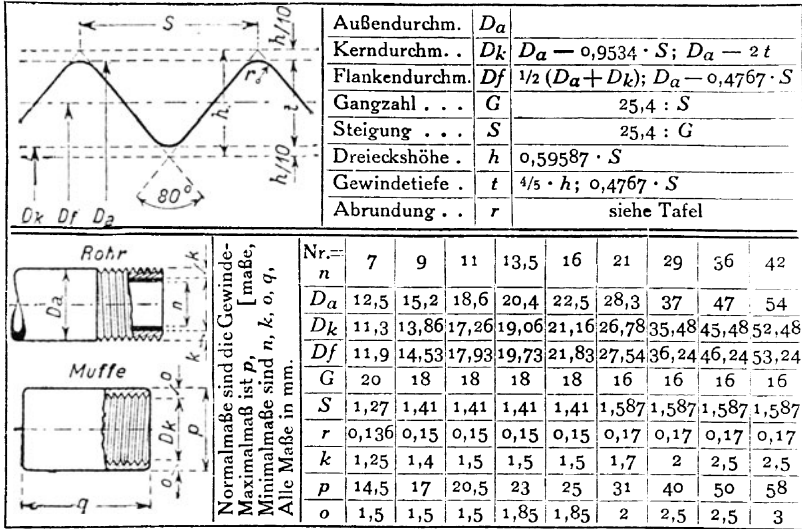 S
h/10
r
h
t
h/10
80°
Dk Df Da
Außendurchm. Da
Kerndurchm. . Dk Da — 0,9534 · S; Da — 2 t
Flankendurchm. Df 1/2 (Da+Dk); Da—0,4767 · S
Gangzahl . . . G 25,4 : S
Steigung . . . S 25,4 : G
Dreieckshöhe . h 0,59587 · S
Gewindetiefe . t 4/5 · h; 0,4767 · S
Abrundung . . r siehe Tafel
Rohr
k
Da
n
k
Muffe
o
Dk
p
o
q
Normalmaße sind die Gewinde-
Maximalmaß ist p, [maße,
Minimalmaße sind n, k, o, q,
Alle Maße in mm.
Nr.= n 7 9 11 13,5 16 21 29 36 42
Da 12,5 15,2 18,6 20,4 22,5 28,3 37 47 54
Dk 11,3 13,86 17,26 19,06 21,16 26,78 35,48 45,48 52,48
Df 11,9 14,53 17,93 19,73 21,83 27,54 36,24 46,24 53,24
G 20 18 18 18 18 16 16 16 16
S 1,27 1,41 1,41 1,41 1,41 1,587 1,587 1,587 1,587
r 0,136 0,15 0,15 0,15 0,15 0,17 0,17 0,17 0,17
k 1,25 1,4 1,5 1,5 1,5 1,7 2 2,5 2,5
p 14,5 17 20,5 23 25 31 40 50 58
o 1,5 1,5 1,5 1,85 1,85 2 2,5 2,5 3